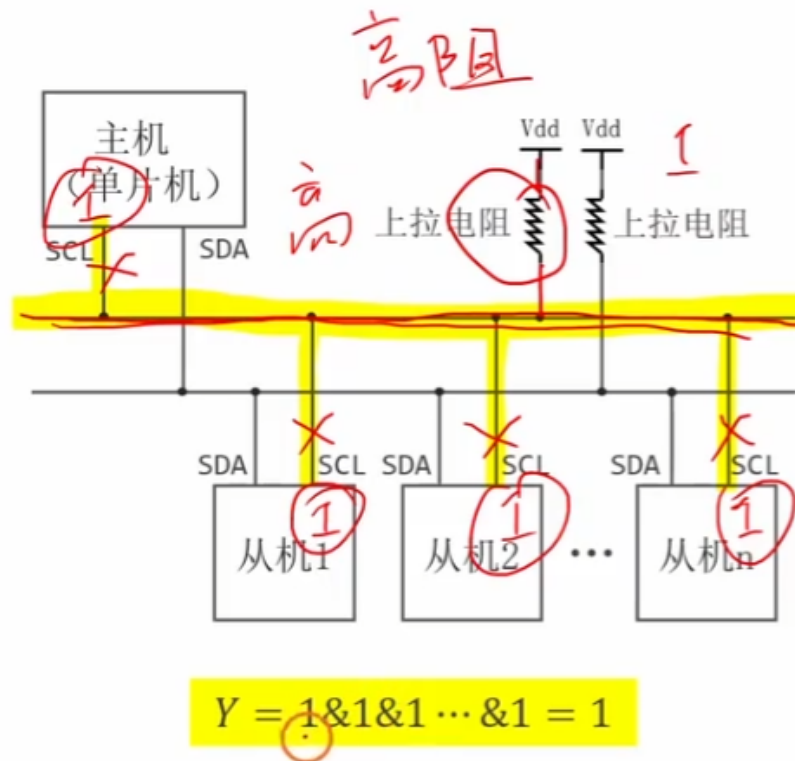 高阻
主机
（单片机）
1
SCL
SDA
高
Vdd Vdd
1
上拉电阻
上拉电阻
SDA SCL SDA SCL SDA SCL
1 1 1
从机1 从机2 ··· 从机n
Y = 1&1&1 ··· &1 = 1